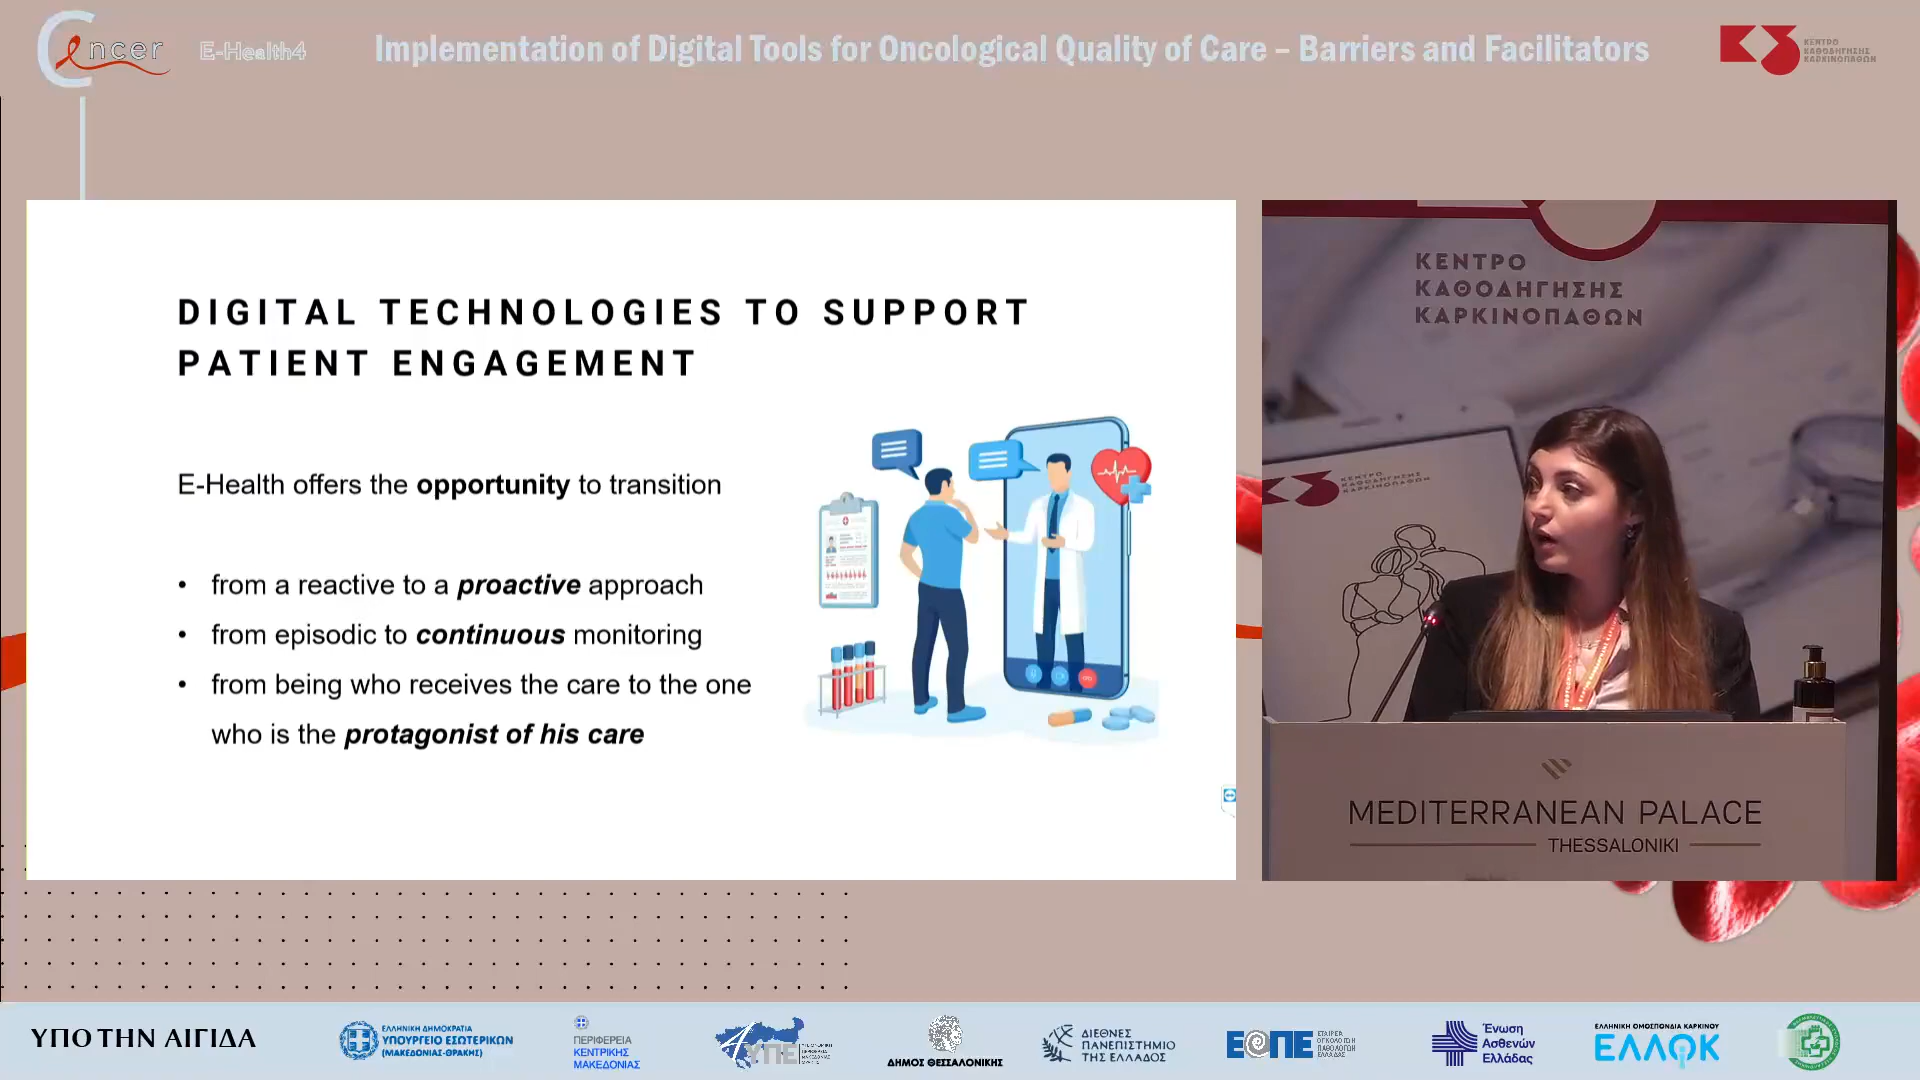 Cancer
E-Health4
Implementation of Digital Tools for Oncological Quality of Care – Barriers and Facilitators
ΚΕΝΤΡΟ
ΚΑΘΟΔΗΓΗΣΗΣ
ΚΑΡΚΙΝΟΠΑΘΩΝ
DIGITAL TECHNOLOGIES TO SUPPORT
PATIENT ENGAGEMENT
E-Health offers the opportunity to transition
• from a reactive to a proactive approach
• from episodic to continuous monitoring
• from being who receives the care to the one
who is the protagonist of his care
ΚΕΝΤΡΟ
ΚΑΘΟΔΗΓΗΣΗΣ
ΚΑΡΚΙΝΟΠΑΘΩΝ
ΚΕΝΤΡΟ
ΚΑΘΟΔΗΓΗΣΗΣ
ΚΑΡΚΙΝΟΠΑΘΩΝ
MEDITERRANEAN PALACE
THESSALONIKI
ΥΠΟ ΤΗΝ ΑΙΓΙΔΑ
ΕΛΛΗΝΙΚΗ ΔΗΜΟΚΡΑΤΙΑ
ΥΠΟΥΡΓΕΙΟ ΕΣΩΤΕΡΙΚΩΝ
(ΜΑΚΕΔΟΝΙΑΣ-ΘΡΑΚΗΣ)
ΠΕΡΙΦΕΡΕΙΑ
ΚΕΝΤΡΙΚΗΣ
ΜΑΚΕΔΟΝΙΑΣ
4ΥΠΕ
ΔΗΜΟΣ ΘΕΣΣΑΛΟΝΙΚΗΣ
ΔΙΕΘΝΕΣ
ΠΑΝΕΠΙΣΤΗΜΙΟ
ΤΗΣ ΕΛΛΑΔΟΣ
ΕΟΠΕ
ΕΤΑΙΡΕΙΑ
ΟΓΚΟΛΟΓΩΝ
ΠΑΘΟΛΟΓΩΝ
ΕΛΛΑΔΑΣ
Ένωση
Ασθενών
Ελλάδας
ΕΛΛΗΝΙΚΗ ΟΜΟΣΠΟΝΔΙΑ ΚΑΡΚΙΝΟΥ
ΕΛΛΟΚ